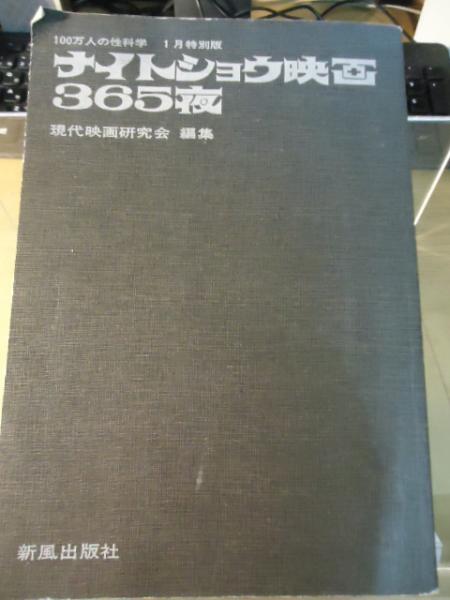 100万人の性科学 1月特別版
ナイトショウ映画
365夜
現代映画研究会 編集
新風出版社